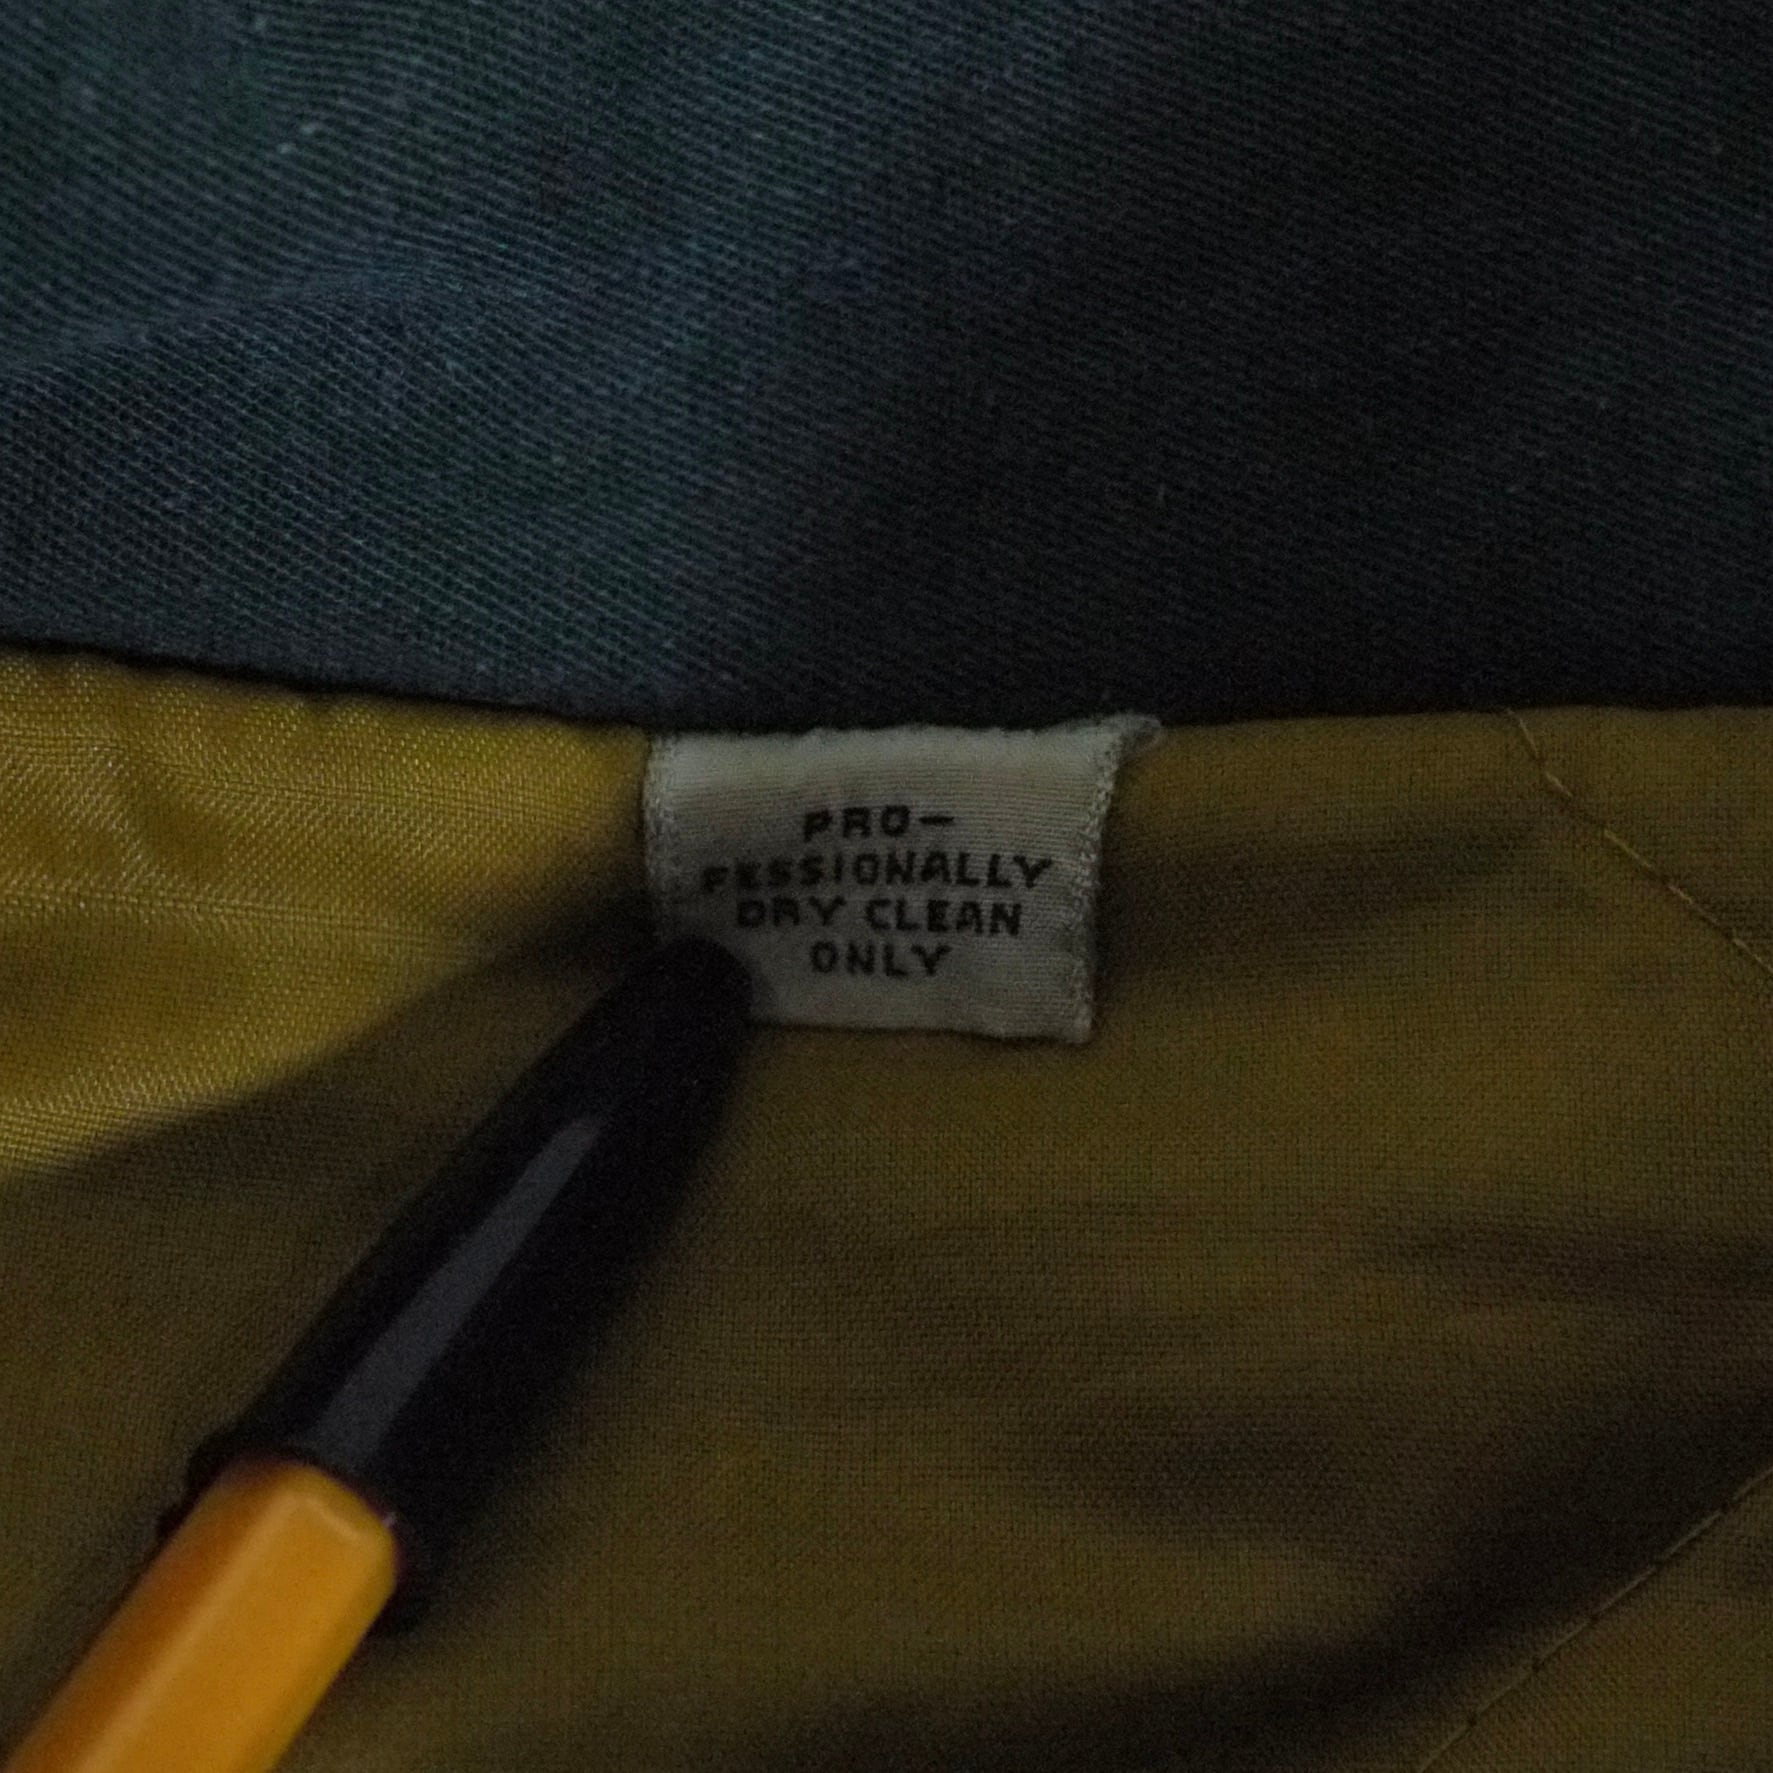 PRO-
FESSIONALLY
DRY CLEAN
ONLY